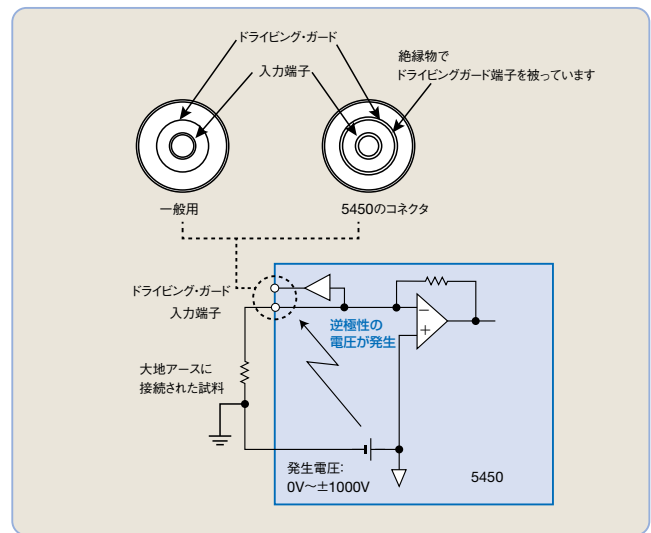 ドライビング・ガード
入力端子
絶縁物で
ドライビングガード端子を被っています
一般用
5450のコネクタ
ドライビング・ガード
入力端子
逆極性の
電圧が発生
大地アースに
接続された試料
発生電圧:
0V～±1000V
5450